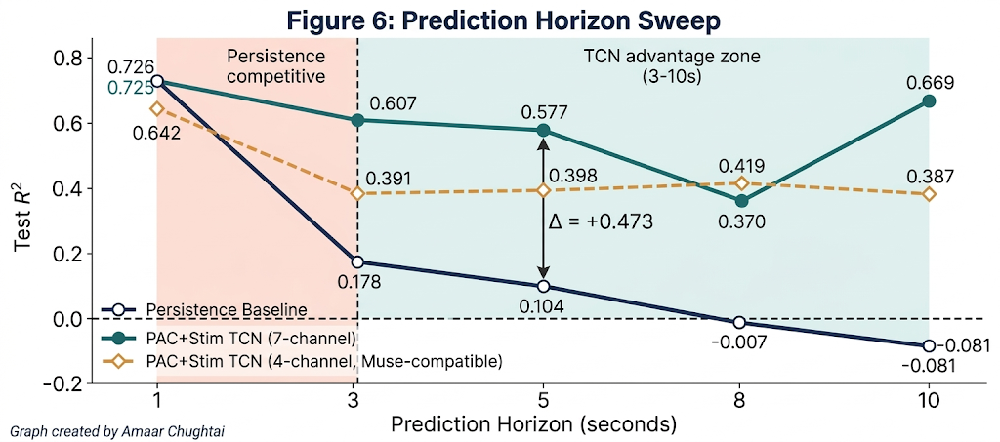 Figure 6: Prediction Horizon Sweep
Persistence
competitive
TCN advantage zone
(3-10s)
Test R²
0.8
0.6
0.4
0.2
0.0
−0.2
0.726
0.725
0.642
0.607
0.391
0.178
0.577
0.398
Δ = +0.473
0.104
0.419
0.370
-0.007
0.669
0.387
-0.081
-0.081
Persistence Baseline
PAC+Stim TCN (7-channel)
PAC+Stim TCN (4-channel, Muse-compatible)
1
3
5
8
10
Prediction Horizon (seconds)
Graph created by Amaar Chughtai